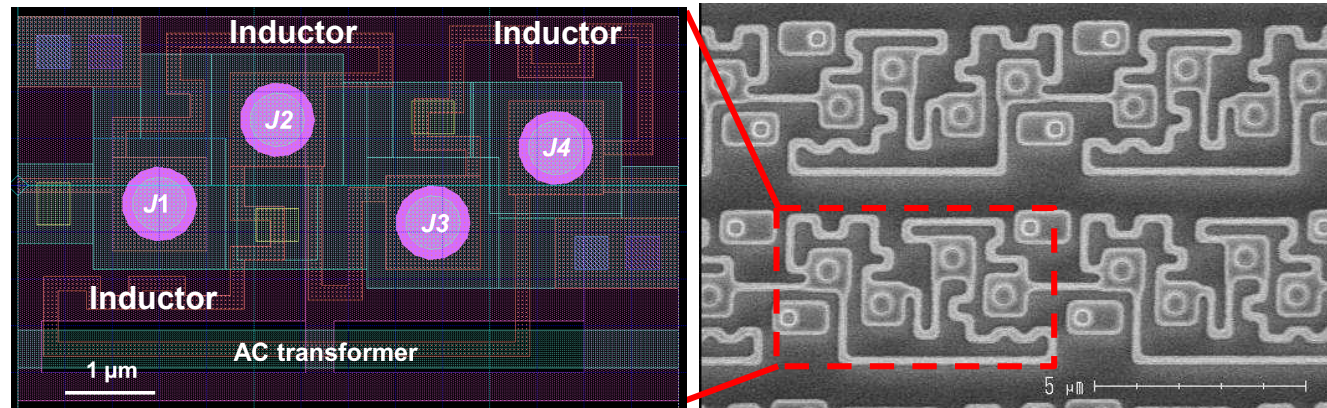 Inductor
Inductor
J2
J4
J1
J3
Inductor
AC transformer
1 μm
5 μm